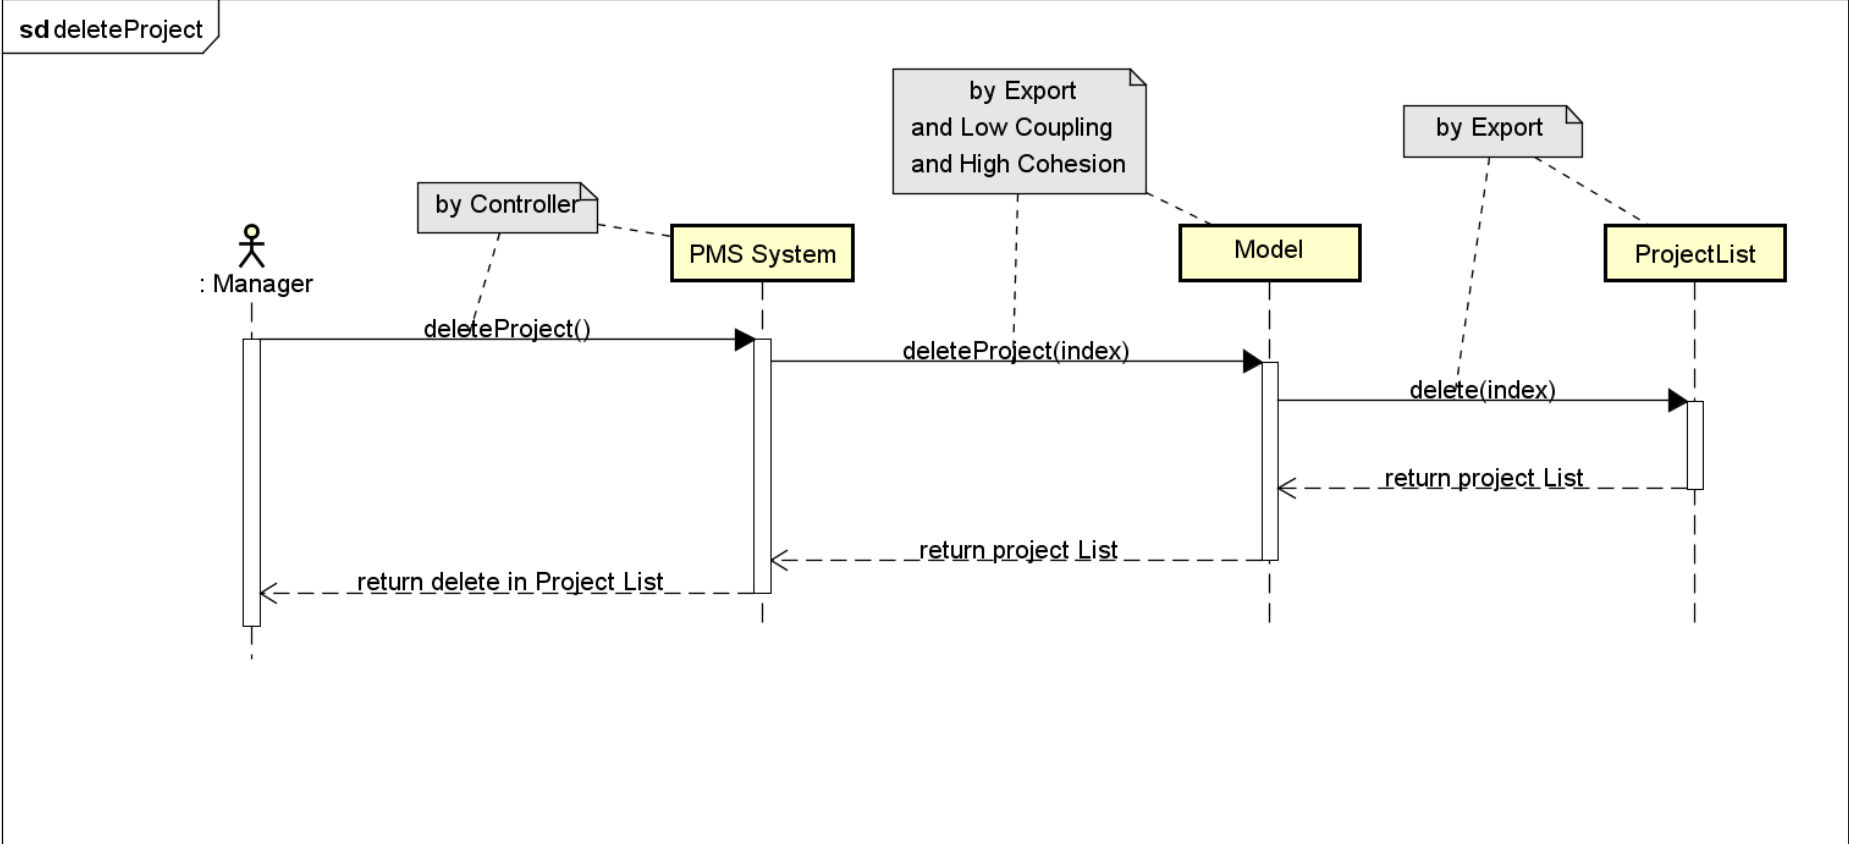 sd deleteProject
by Export
and Low Coupling
and High Cohesion
by Export
by Controller
: Manager
PMS System
Model
ProjectList
deleteProject()
deleteProject(index)
delete(index)
return project List
return project List
return delete in Project List